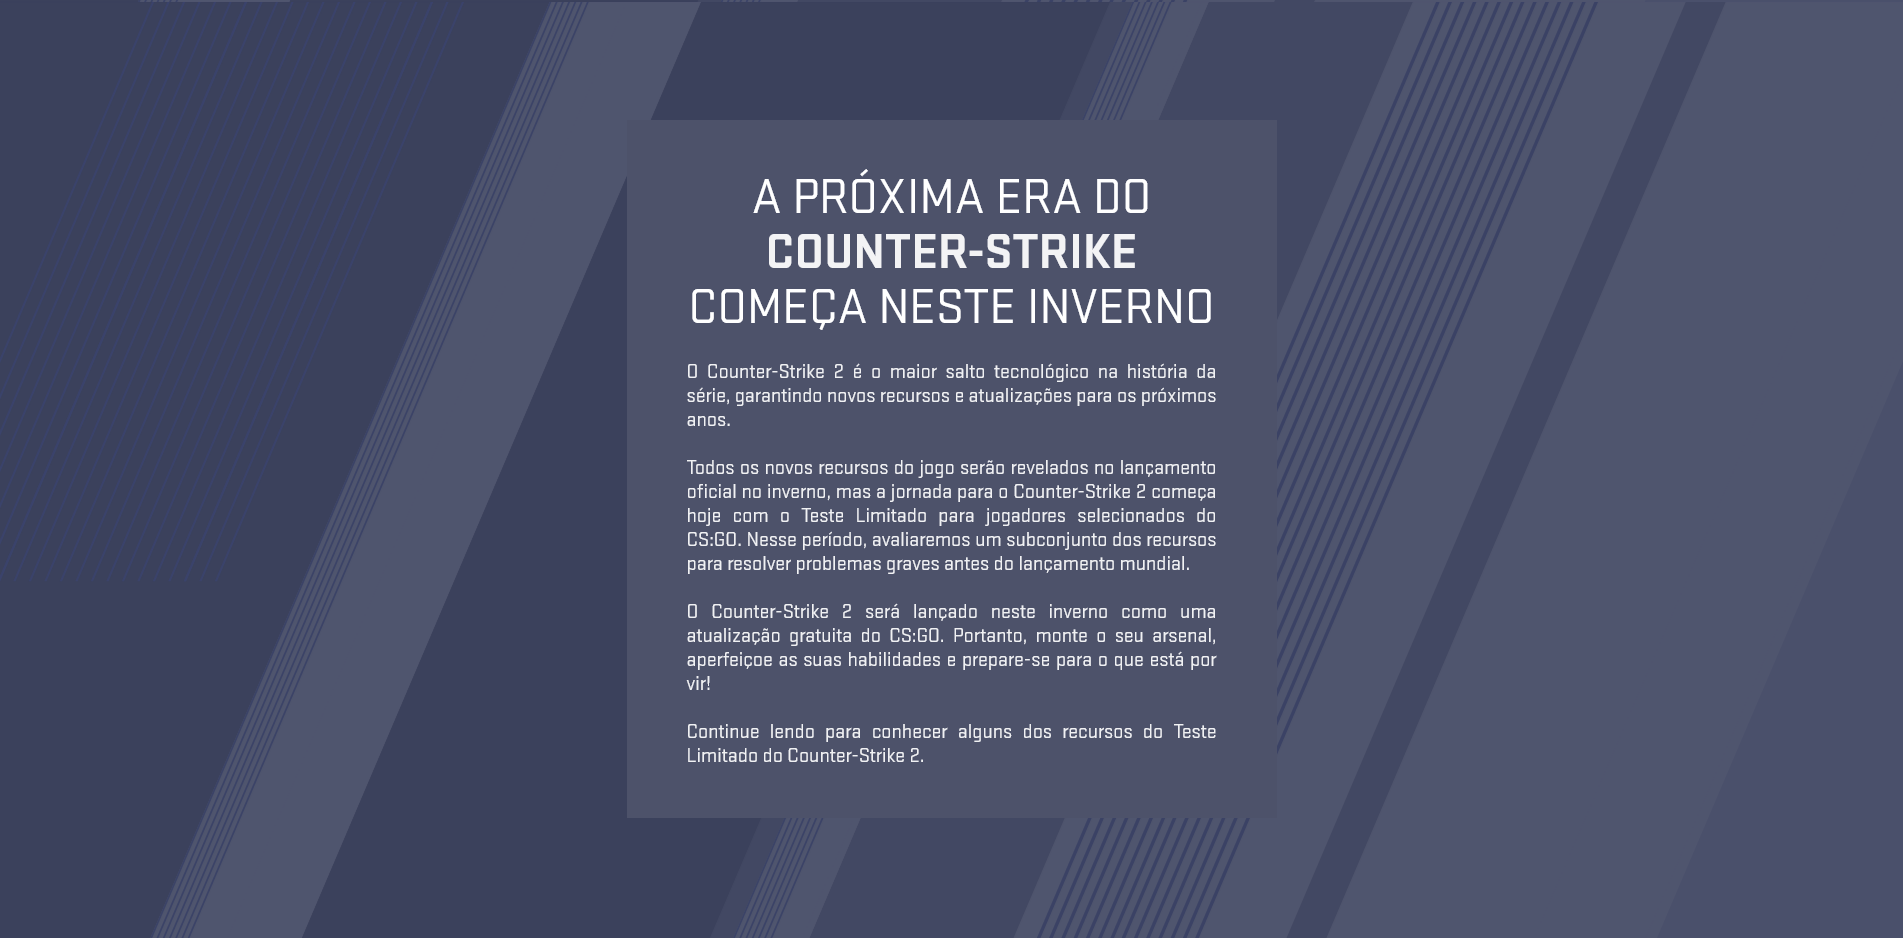 A PRÓXIMA ERA DO
COUNTER-STRIKE
COMEÇA NESTE INVERNO
O Counter-Strike 2 é o maior salto tecnológico na história da
série, garantindo novos recursos e atualizações para os próximos
anos.
Todos os novos recursos do jogo serão revelados no lançamento
oficial no inverno, mas a jornada para o Counter-Strike 2 começa
hoje com o Teste Limitado para jogadores selecionados do
CS:GO. Nesse período, avaliaremos um subconjunto dos recursos
para resolver problemas graves antes do lançamento mundial.
O Counter-Strike 2 será lançado neste inverno como uma
atualização gratuita do CS:GO. Portanto, monte o seu arsenal,
aperfeiçoe as suas habilidades e prepare-se para o que está por
vir!
Continue lendo para conhecer alguns dos recursos do Teste
Limitado do Counter-Strike 2.